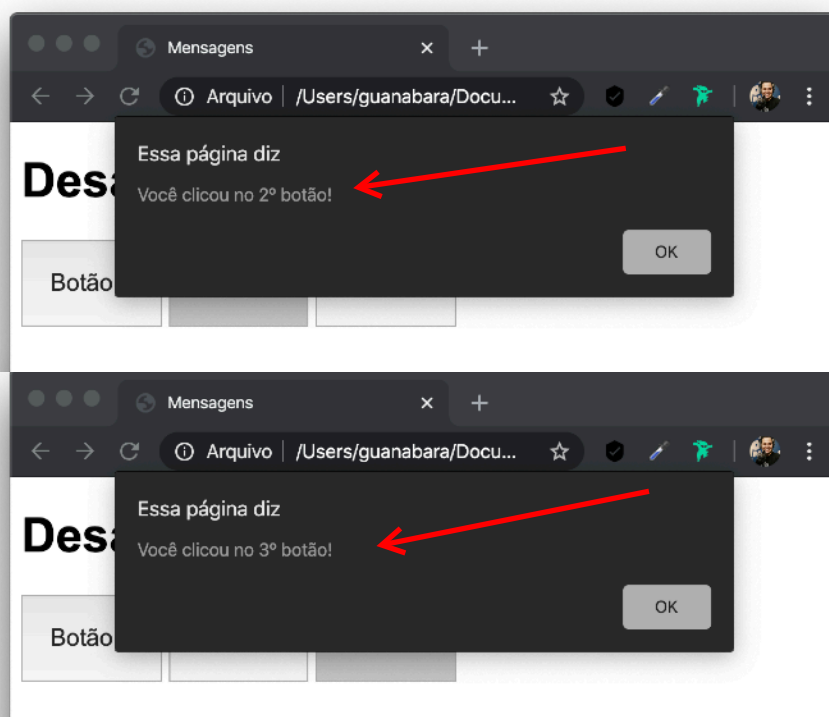 Mensagens
Arquivo /Users/guanabara/Docu...
Essa página diz
Você clicou no 2º botão!
OK
Desa
Botão
Mensagens
Arquivo /Users/guanabara/Docu...
Essa página diz
Você clicou no 3º botão!
OK
Desa
Botão